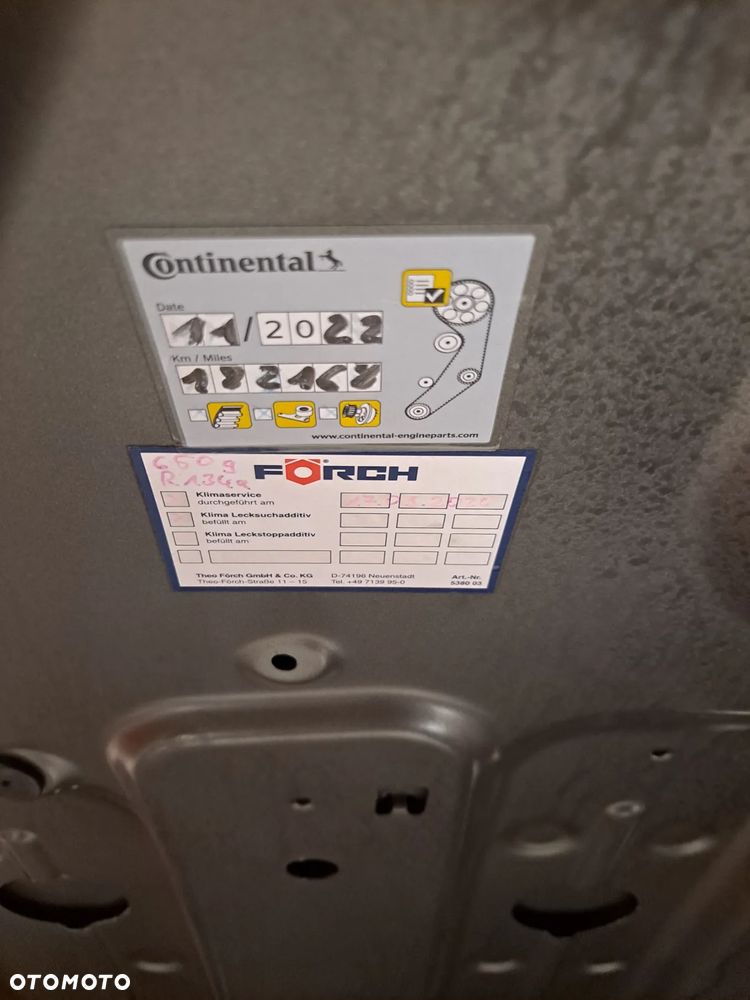 Continental
Date
11/2022
Km / Miles
www.continental-engineparts.com
680g
R134a
FÖRCH
Klimaservice
durchgeführt am
Klima Lecksuchadditiv
befüllt am
Klima Leckstoppadditiv
befüllt am
Theo Förch GmbH & Co. KG
Theo-Förch-Straße 11 – 15
D-74196 Neuenstadt
Tel. +49 7139 95-0
Art.-Nr.
5380 03
OTOMOTO